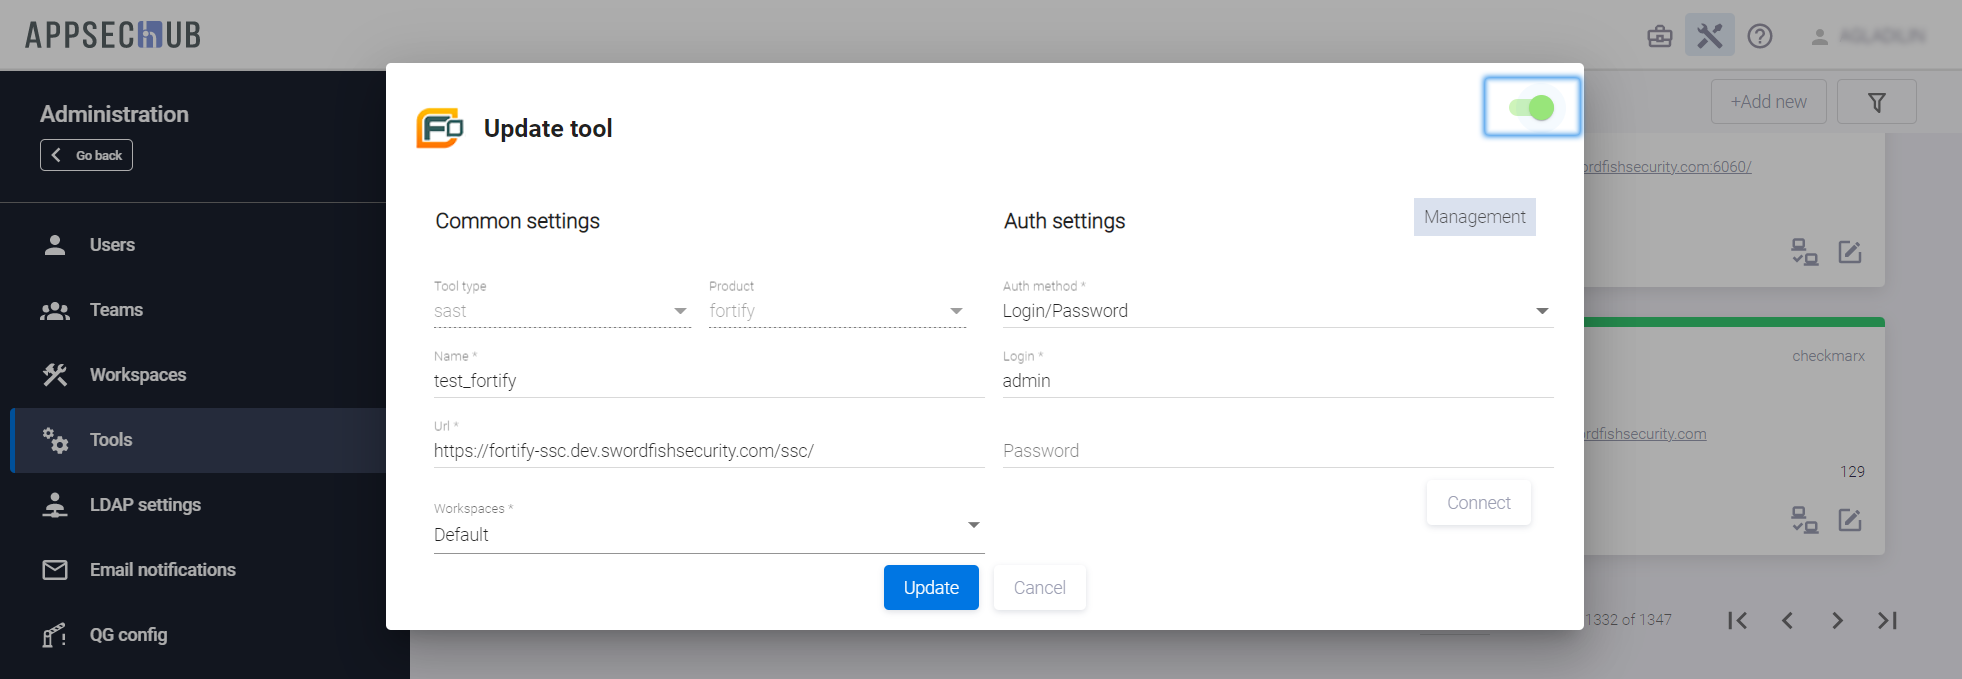 APPSECHUB
Administration
Go back
Users
Teams
Workspaces
Tools
LDAP settings
Email notifications
QG config
Update tool
Common settings
Tool type
sast
Product
fortify
Name *
test_fortify
Url *
https://fortify-ssc.dev.swordfishsecurity.com/ssc/
Workspaces *
Default
Auth settings
Management
Auth method *
Login/Password
Login *
admin
Password
Connect
Update
Cancel
+Add new
ordfishsecurity.com:6060/
checkmarx
ordfishsecurity.com
129
1332 of 1347